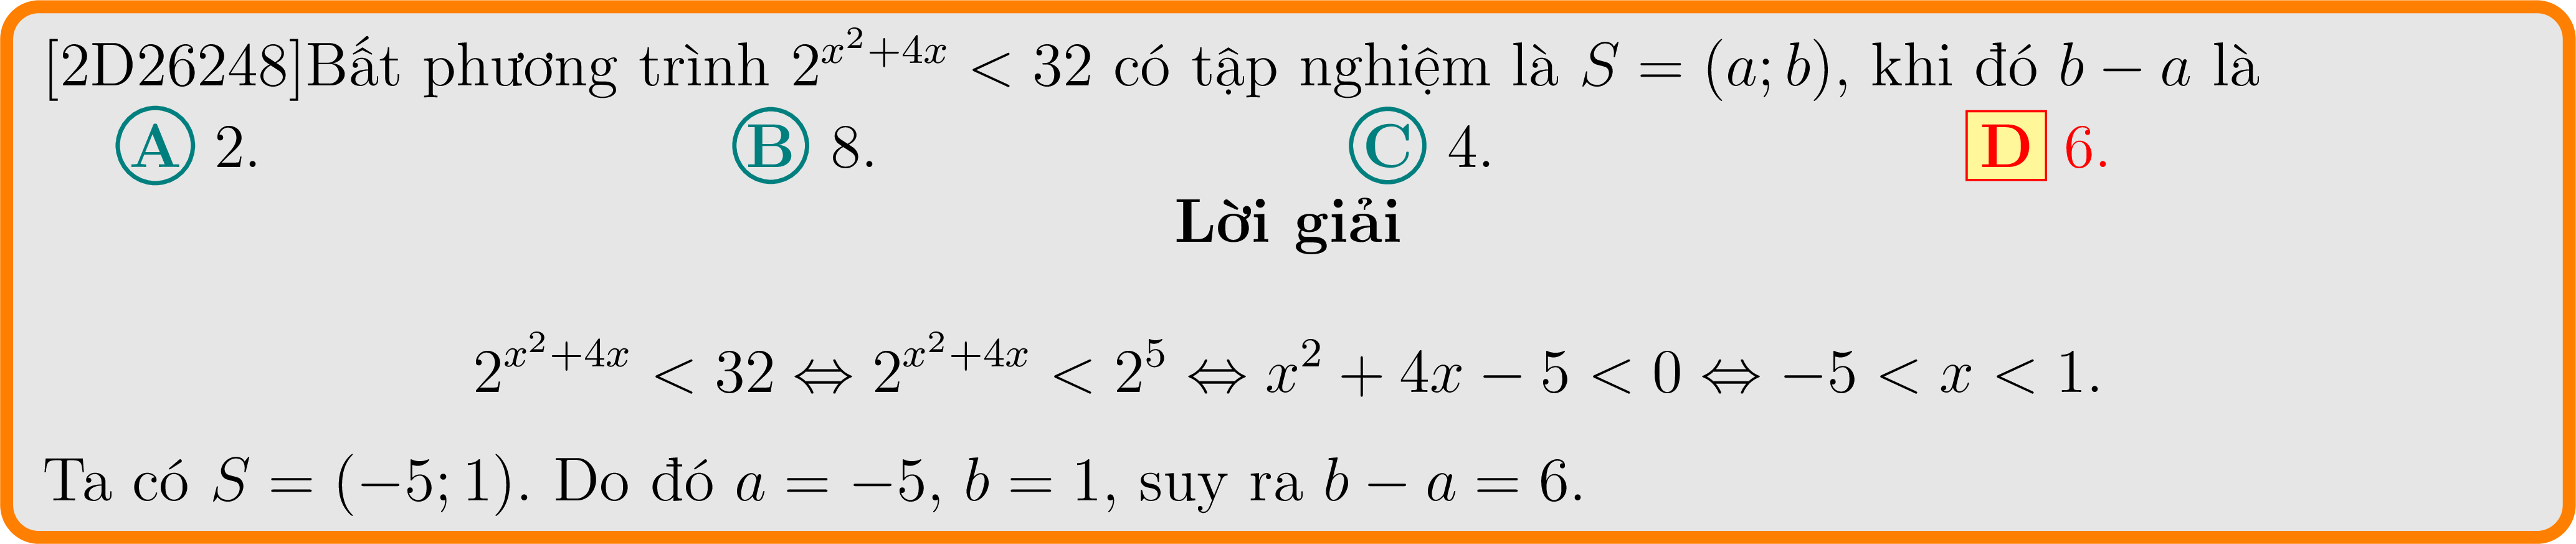 [2D26248]Bất phương trình $2^{x^2+4x} < 32$ có tập nghiệm là $S = (a; b)$, khi đó $b - a$ là
A 2. B 8. C 4. D 6.
Lời giải
$2^{x^2+4x} < 32 \Leftrightarrow 2^{x^2+4x} < 2^5 \Leftrightarrow x^2 + 4x - 5 < 0 \Leftrightarrow -5 < x < 1.$
Ta có $S = (-5; 1)$. Do đó $a = -5$, $b = 1$, suy ra $b - a = 6$.